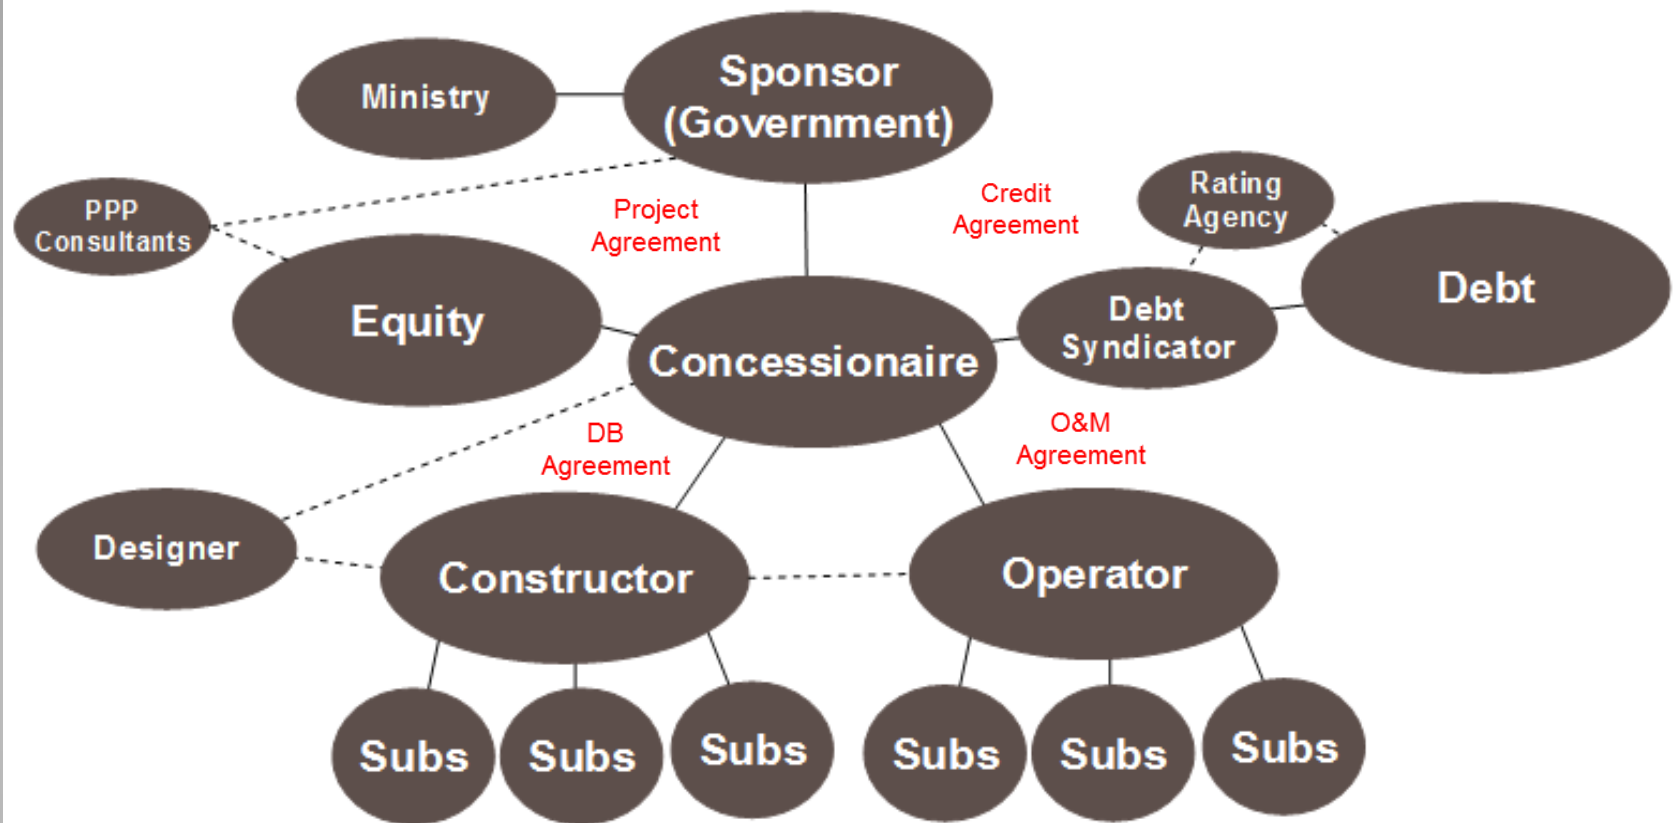 Sponsor
(Government)
Ministry
Rating
Agency
Credit
Agreement
PPP
Consultants
Project
Agreement
Debt
Equity
Debt
Syndicator
Concessionaire
DB
Agreement
O&M
Agreement
Designer
Constructor
Operator
Subs
Subs
Subs
Subs
Subs
Subs